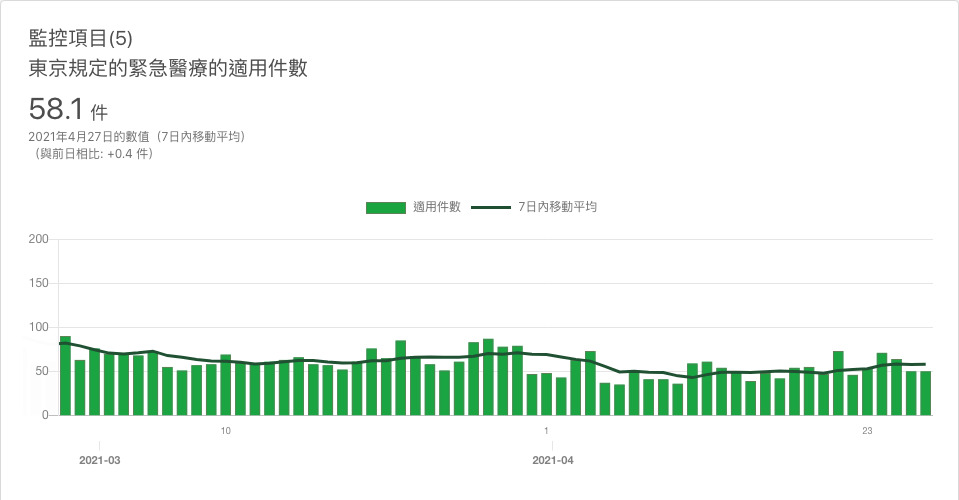 監控項目(5)
東京規定的緊急醫療的適用件數
58.1 件
2021年4月27日的數值（7日內移動平均）
（與前日相比: +0.4 件）
適用件數 7日內移動平均
200
150
100
50
0
10 1 23
2021-03 2021-04